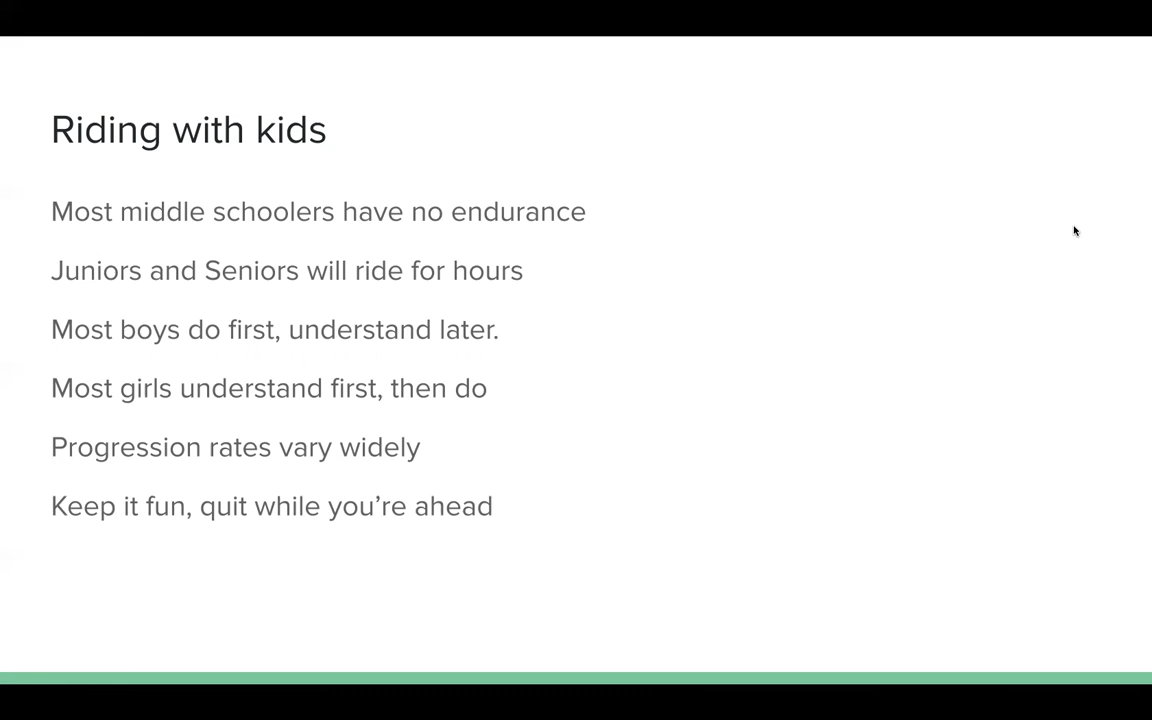 Riding with kids
Most middle schoolers have no endurance
Juniors and Seniors will ride for hours
Most boys do first, understand later.
Most girls understand first, then do
Progression rates vary widely
Keep it fun, quit while you’re ahead